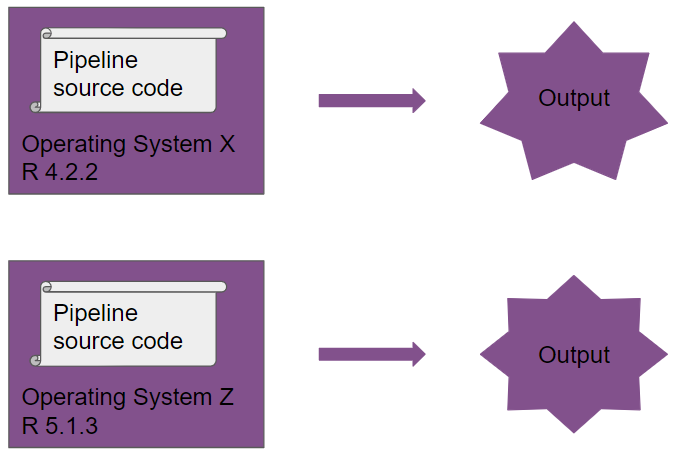 Pipeline
source code
Operating System X
R 4.2.2
Output
Pipeline
source code
Operating System Z
R 5.1.3
Output